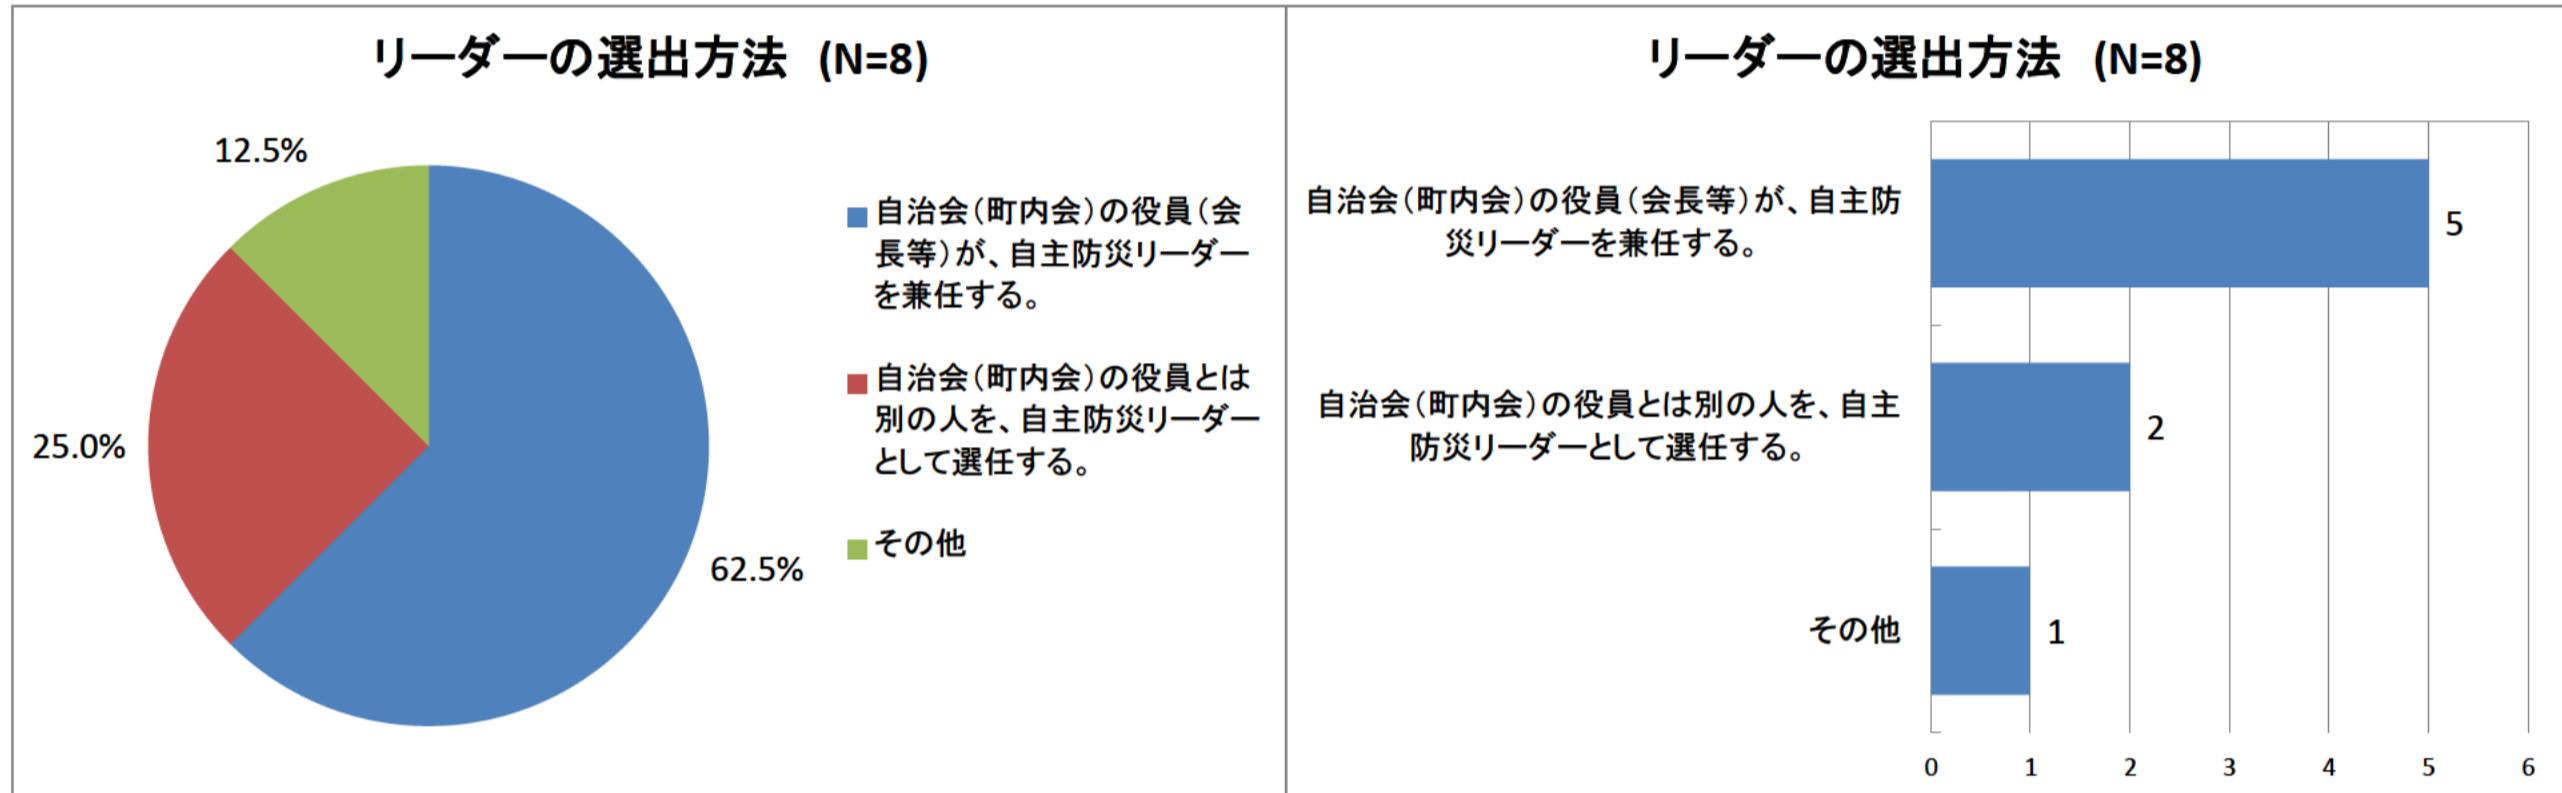 リーダーの選出方法 (N=8)
12.5%
25.0%
62.5%
自治会(町内会)の役員(会
長等)が、自主防災リーダー
を兼任する。
自治会(町内会)の役員とは
別の人を、自主防災リーダー
として選任する。
その他
リーダーの選出方法 (N=8)
自治会(町内会)の役員(会長等)が、自主防
災リーダーを兼任する。
5
自治会(町内会)の役員とは別の人を、自主
防災リーダーとして選任する。
2
その他
1
0 1 2 3 4 5 6